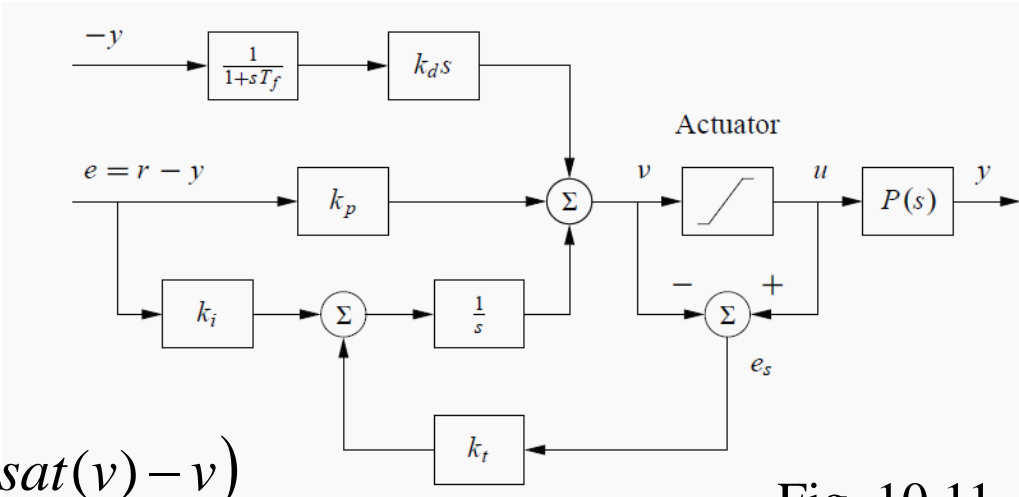 −y
1
1+sT_f
k_d s
Actuator
e = r − y
k_p
Σ
v
u
P(s)
y
k_i
Σ
1
s
− Σ +
e_s
k_t
sat(v) − v)
Fig. 10.11